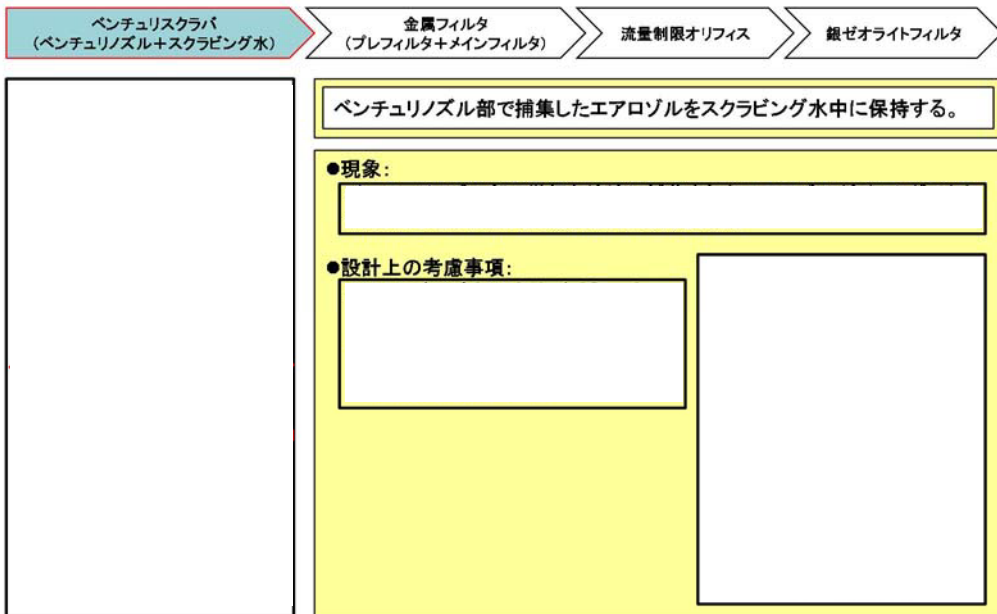 ベンチュリスクラバ
(ベンチュリノズル+スクラビング水)
金属フィルタ
(プレフィルタ+メインフィルタ)
流量制限オリフィス
銀ゼオライトフィルタ
ベンチュリノズル部で捕集したエアロゾルをスクラビング水中に保持する。
●現象:
●設計上の考慮事項: